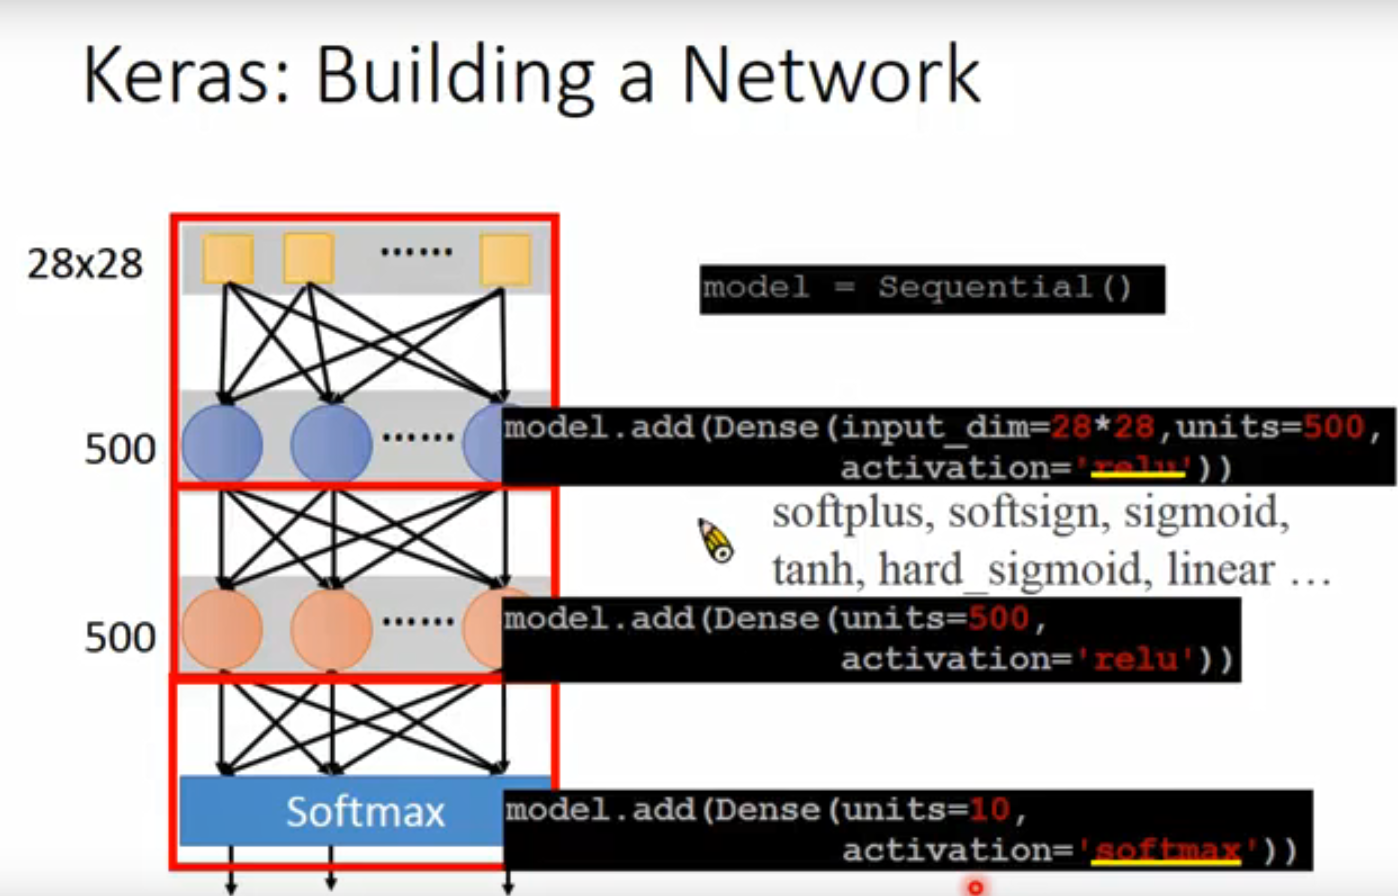 Keras: Building a Network
28x28
······
model = Sequential()
500
······
model.add(Dense(input_dim=28*28,units=500,
activation='relu'))
softplus, softsign, sigmoid,
tanh, hard_sigmoid, linear …
500
······
model.add(Dense(units=500,
activation='relu'))
Softmax
model.add(Dense(units=10,
activation='softmax'))